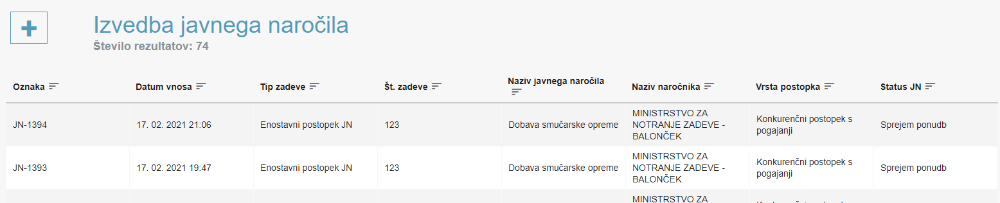 Izvedba javnega naročila
Število rezultatov: 74
Oznaka Datum vnosa Tip zadeve Št. zadeve Naziv javnega naročila Naziv naročnika Vrsta postopka Status JN
JN-1394 17. 02. 2021 21:06 Enostavni postopek JN 123 Dobava smučarske opreme MINISTRSTVO ZA
NOTRANJE ZADEVE -
BALONČEK
Konkurenčni postopek s
pogajanji
Sprejem ponudb
JN-1393 17. 02. 2021 19:47 Enostavni postopek JN 123 Dobava smučarske opreme MINISTRSTVO ZA
NOTRANJE ZADEVE -
BALONČEK
Konkurenčni postopek s
pogajanji
Sprejem ponudb
MINISTRSTVO ZA